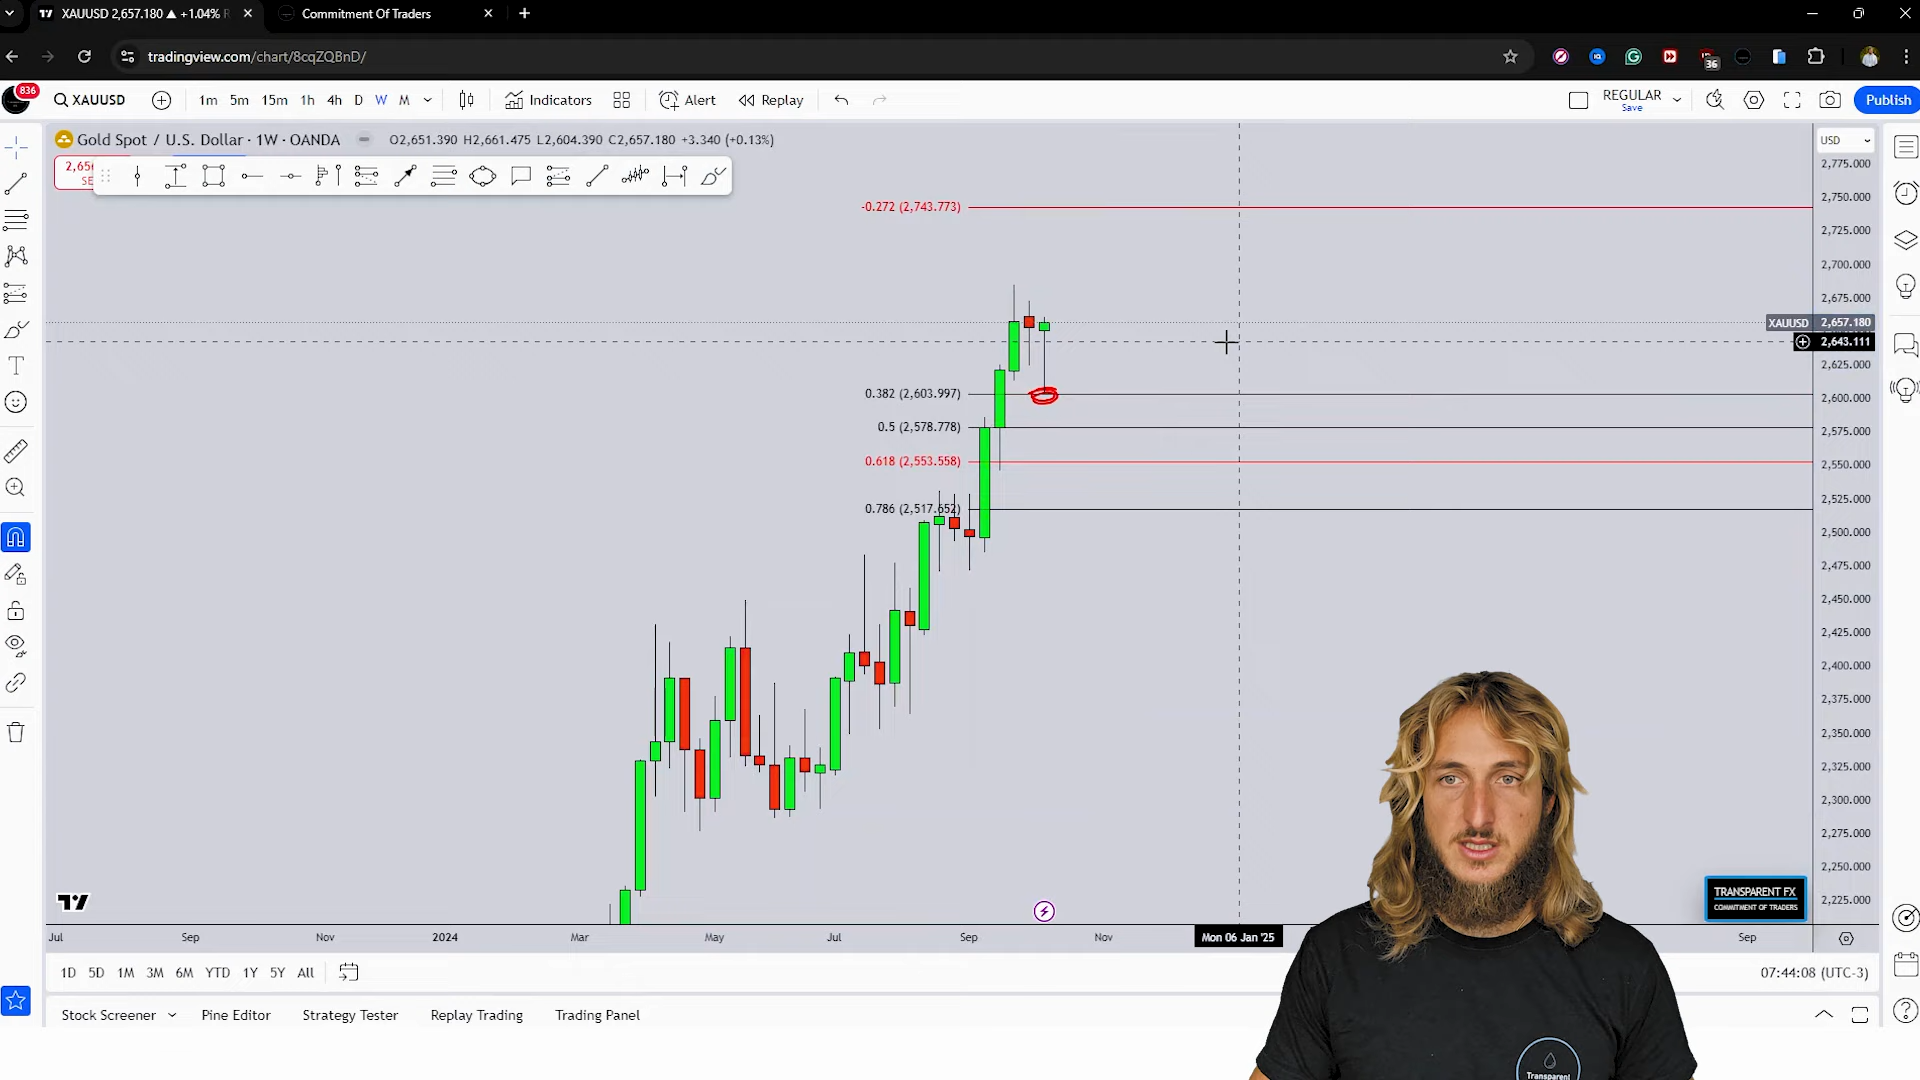 XAUUSD 2,657.180 ▲ +1.04% R
Commitment Of Traders
tradingview.com/chart/8cqZQBnD/
36
836
XAUUSD
1m 5m 15m 1h 4h D W M
Indicators
Alert
Replay
REGULAR
Save
Publish
Gold Spot / U.S. Dollar · 1W · OANDA
O2,651.390 H2,661.475 L2,604.390 C2,657.180 +3.340 (+0.13%)
USD
2,65
SE
-0.272 (2,743.773)
0.382 (2,603.997)
0.5 (2,578.778)
0.618 (2,553.558)
0.786 (2,517.652)
2,775.000
2,750.000
2,725.000
2,700.000
2,675.000
XAUUSD 2,657.180
2,643.111
2,625.000
2,600.000
2,575.000
2,550.000
2,525.000
2,500.000
2,475.000
2,450.000
2,425.000
2,400.000
2,375.000
2,350.000
2,325.000
2,300.000
2,275.000
2,250.000
2,225.000
TRANSPARENT FX
COMMITMENT OF TRADERS
Jul Sep Nov 2024 Mar May Jul Sep Nov Mon 06 Jan '25 Sep
1D 5D 1M 3M 6M YTD 1Y 5Y All
07:44:08 (UTC-3)
Stock Screener Pine Editor Strategy Tester Replay Trading Trading Panel
Transparent